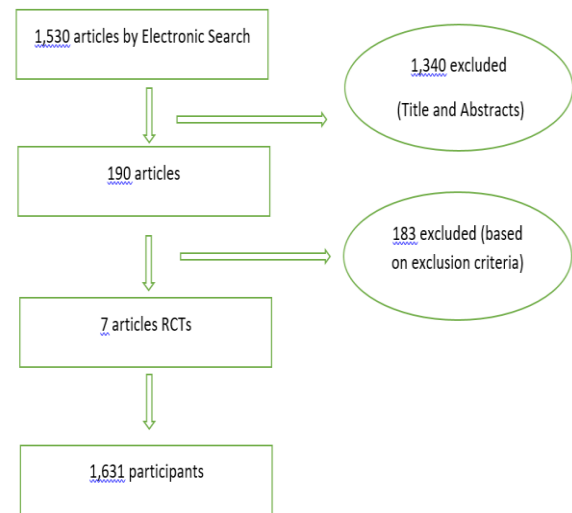 1,530 articles by Electronic Search
1,340 excluded
(Title and Abstracts)
190 articles
183 excluded (based
on exclusion criteria)
7 articles RCTs
1,631 participants